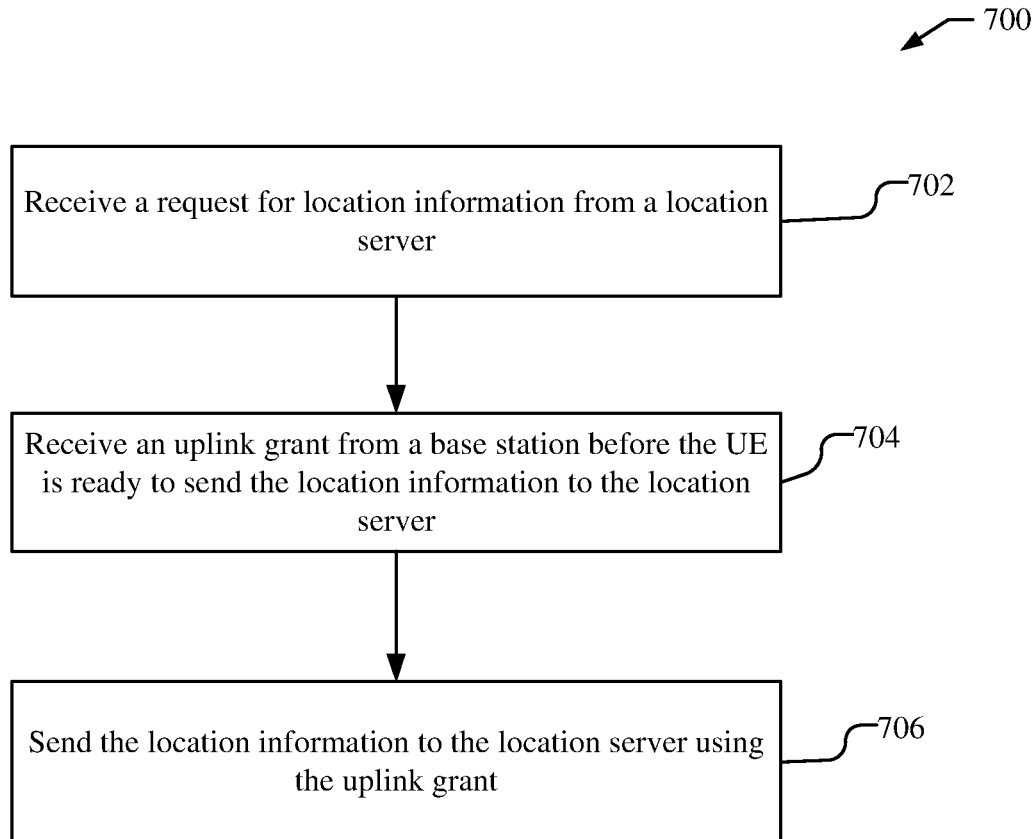 700
Receive a request for location information from a location
server
702
Receive an uplink grant from a base station before the UE
is ready to send the location information to the location
server
704
Send the location information to the location server using
the uplink grant
706